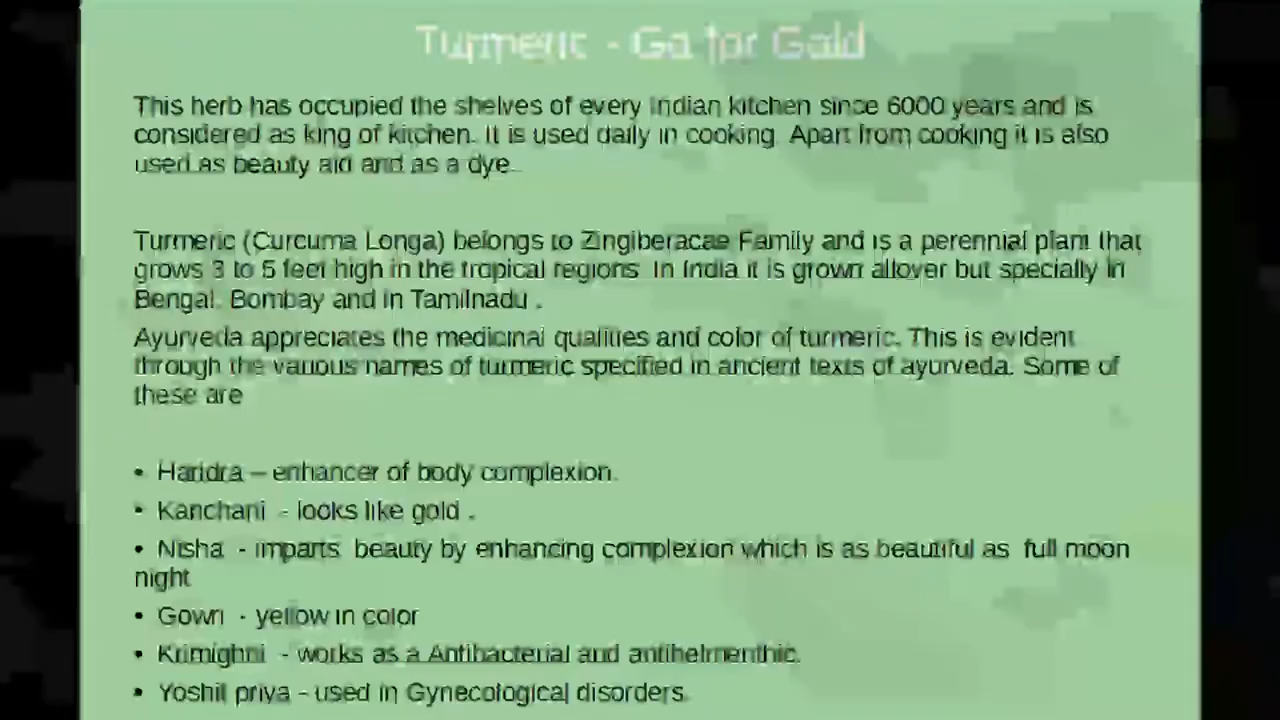 Turmeric - Go for Gold
This herb has occupied the shelves of every Indian kitchen since 6000 years and is
considered as king of kitchen. It is used daily in cooking. Apart from cooking it is also
used as beauty aid and as a dye.
Turmeric (Curcuma Longa) belongs to Zingiberacae Family and is a perennial plant that
grows 3 to 5 feet high in the tropical regions. In India it is grown allover but specially in
Bengal, Bombay and in Tamilnadu .
Ayurveda appreciates the medicinal qualities and color of turmeric. This is evident
through the various names of turmeric specified in ancient texts of ayurveda. Some of
these are
• Haridra – enhancer of body complexion.
• Kanchani - looks like gold .
• Nisha - imparts beauty by enhancing complexion which is as beautiful as full moon
night
• Gowri - yellow in color
• Krimighni - works as a Antibacterial and antihelmenthic.
• Yoshit priya - used in Gynecological disorders.